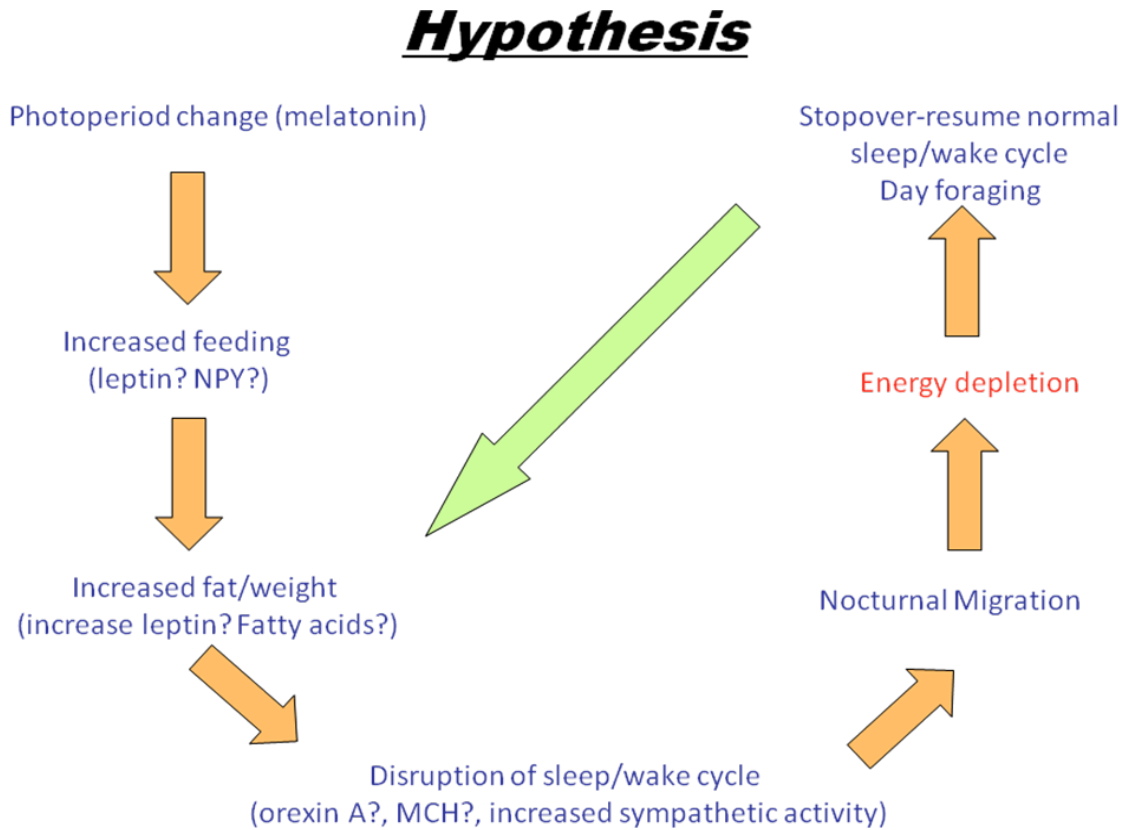 Hypothesis
Photoperiod change (melatonin)
Increased feeding
(leptin? NPY?)
Increased fat/weight
(increase leptin? Fatty acids?)
Disruption of sleep/wake cycle
(orexin A?, MCH?, increased sympathetic activity)
Nocturnal Migration
Energy depletion
Stopover-resume normal
sleep/wake cycle
Day foraging